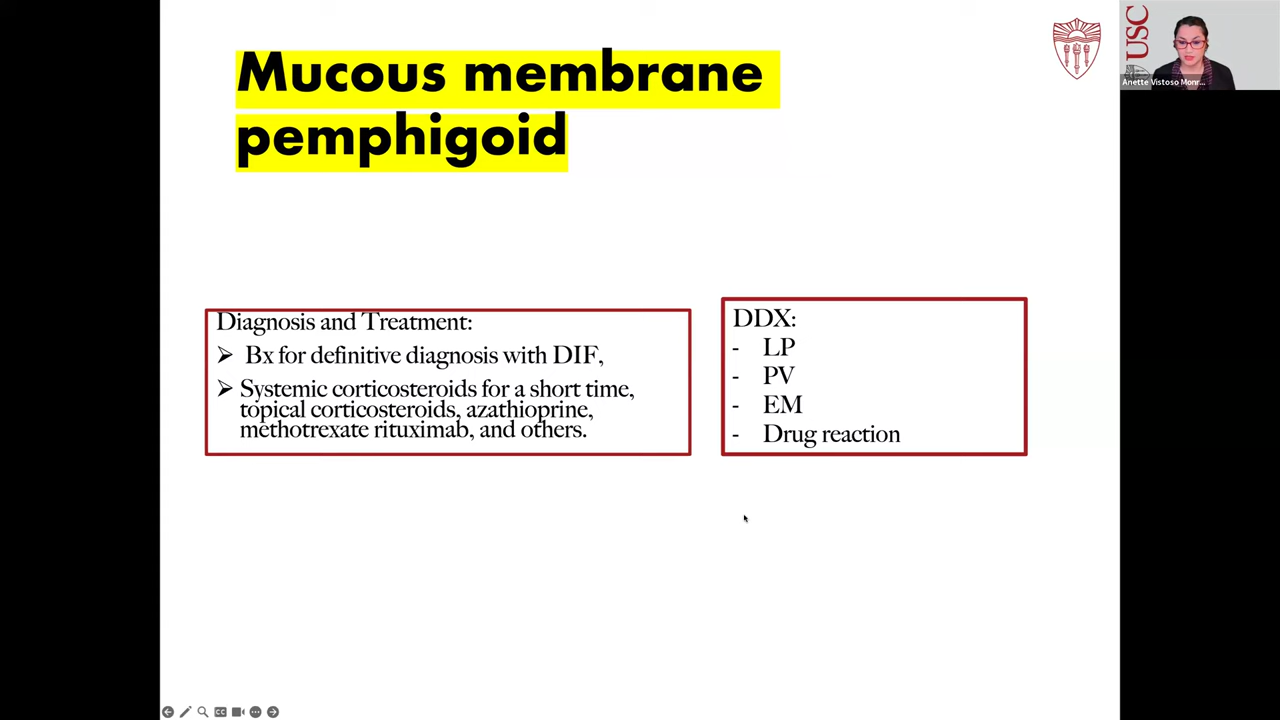 Mucous membrane
pemphigoid
USC
Anette Vistoso Monr...
Diagnosis and Treatment:
➢ Bx for definitive diagnosis with DIF,
➢ Systemic corticosteroids for a short time,
topical corticosteroids, azathioprine,
methotrexate rituximab, and others.
DDX:
- LP
- PV
- EM
- Drug reaction
CC